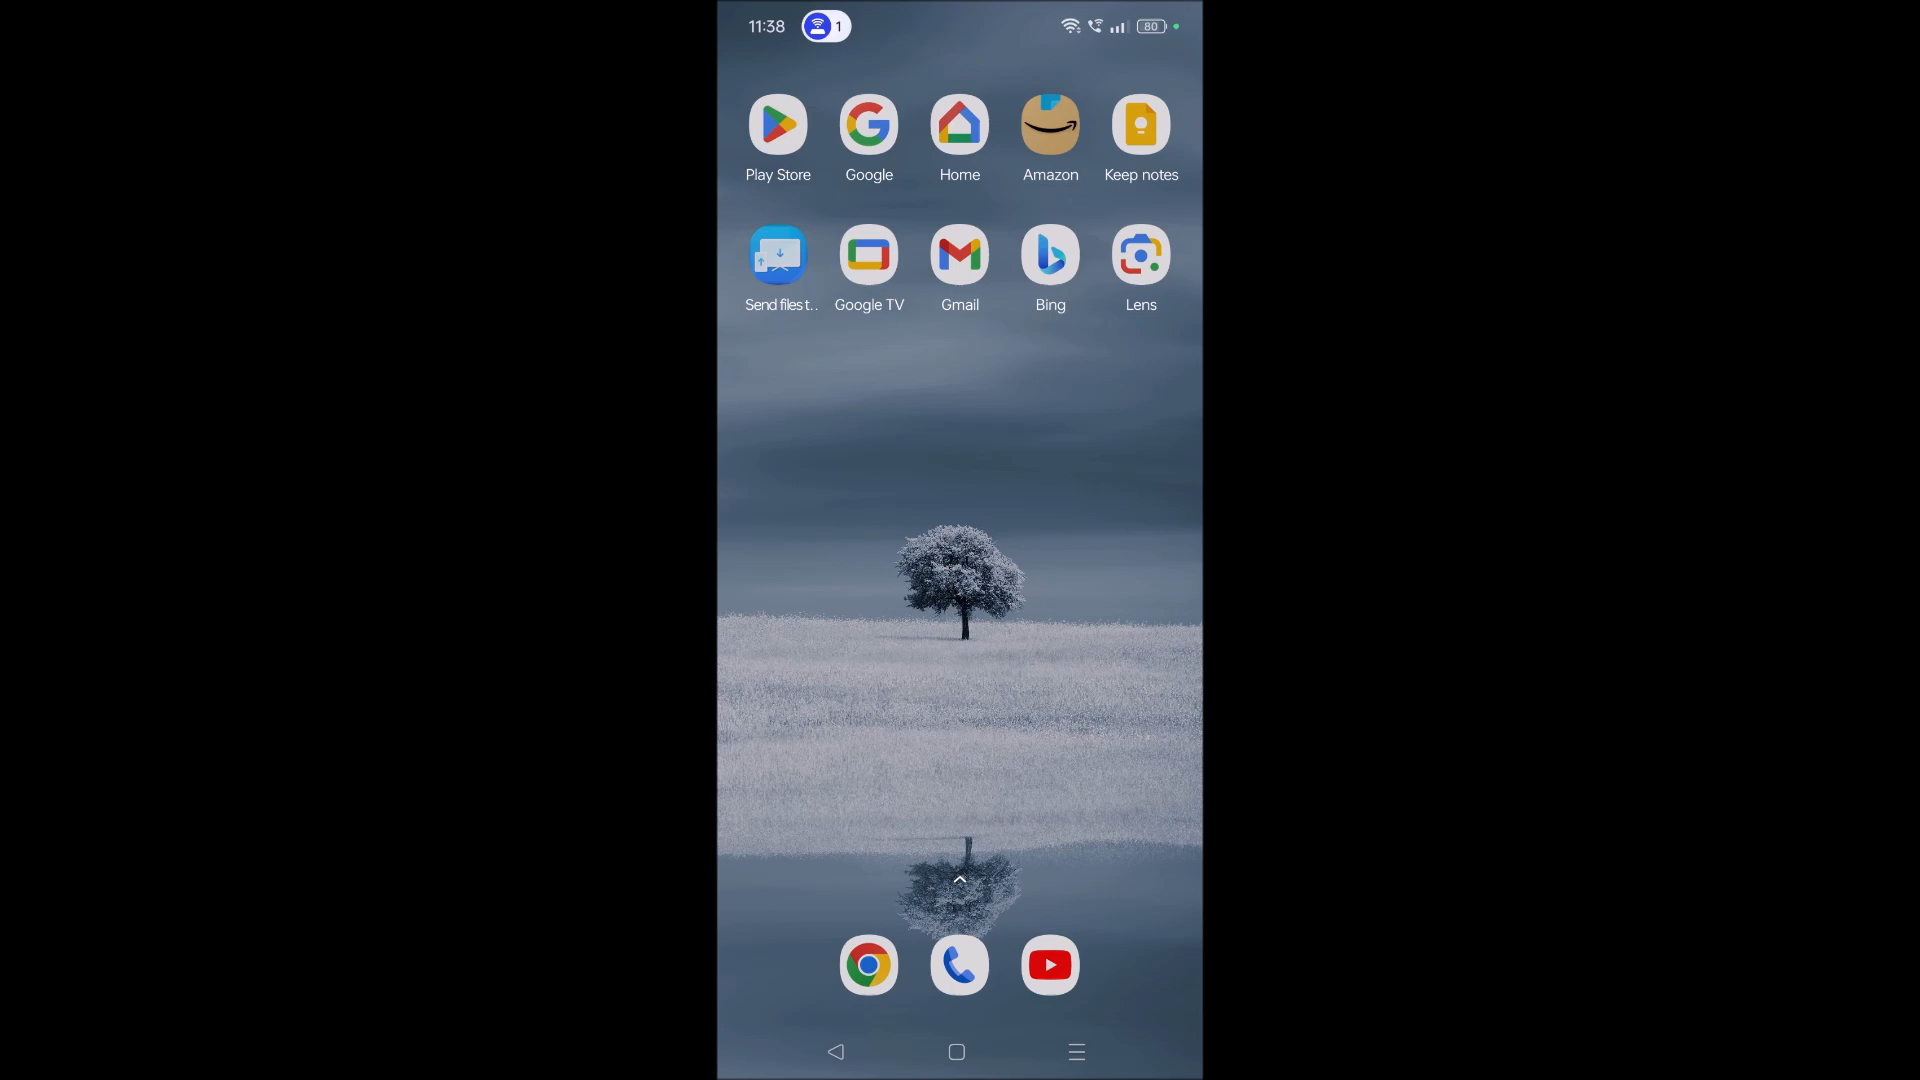 11:38 1 80
Play Store Google Home Amazon Keep notes
Send files t.. Google TV Gmail Bing Lens